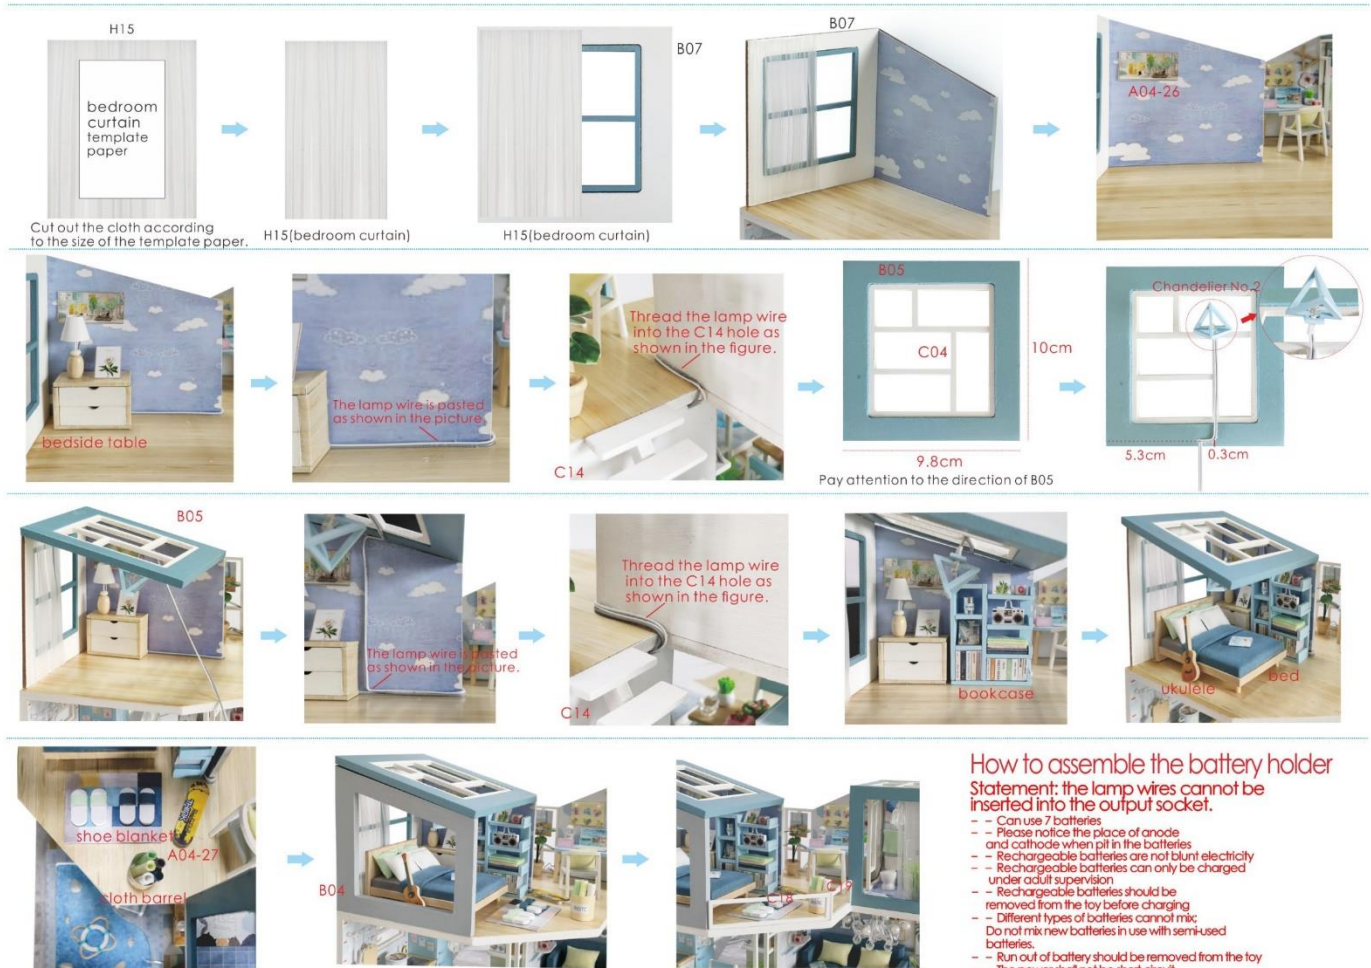 H15
bedroom
curtain
template
paper
Cut out the cloth according
to the size of the template paper.
H15(bedroom curtain)
B07
H15(bedroom curtain)
B07
A04-26
bedside table
The lamp wire is pasted
as shown in the picture.
Thread the lamp wire
into the C14 hole as
shown in the figure.
C14
B05
C04
10cm
9.8cm
Pay attention to the direction of B05
Chandelier No.2
5.3cm
0.3cm
B05
The lamp wire is pasted
as shown in the picture.
Thread the lamp wire
into the C14 hole as
shown in the figure.
C14
bookcase
ukulele
bed
shoe blanket
A04-27
cloth barrel
B04
C18
C19
How to assemble the battery holder
Statement: the lamp wires cannot be
inserted into the output socket.
- - Can use 7 batteries
- - Please notice the place of anode
and cathode when pit in the batteries
- - Rechargeable batteries are not blunt electricity
- - Rechargeable batteries can only be charged
under adult supervision
- - Rechargeable batteries should be
removed from the toy before charging
- - Different types of batteries cannot mix;
Do not mix new batteries in use with semi-used
batteries.
- - Run out of battery should be removed from the toy